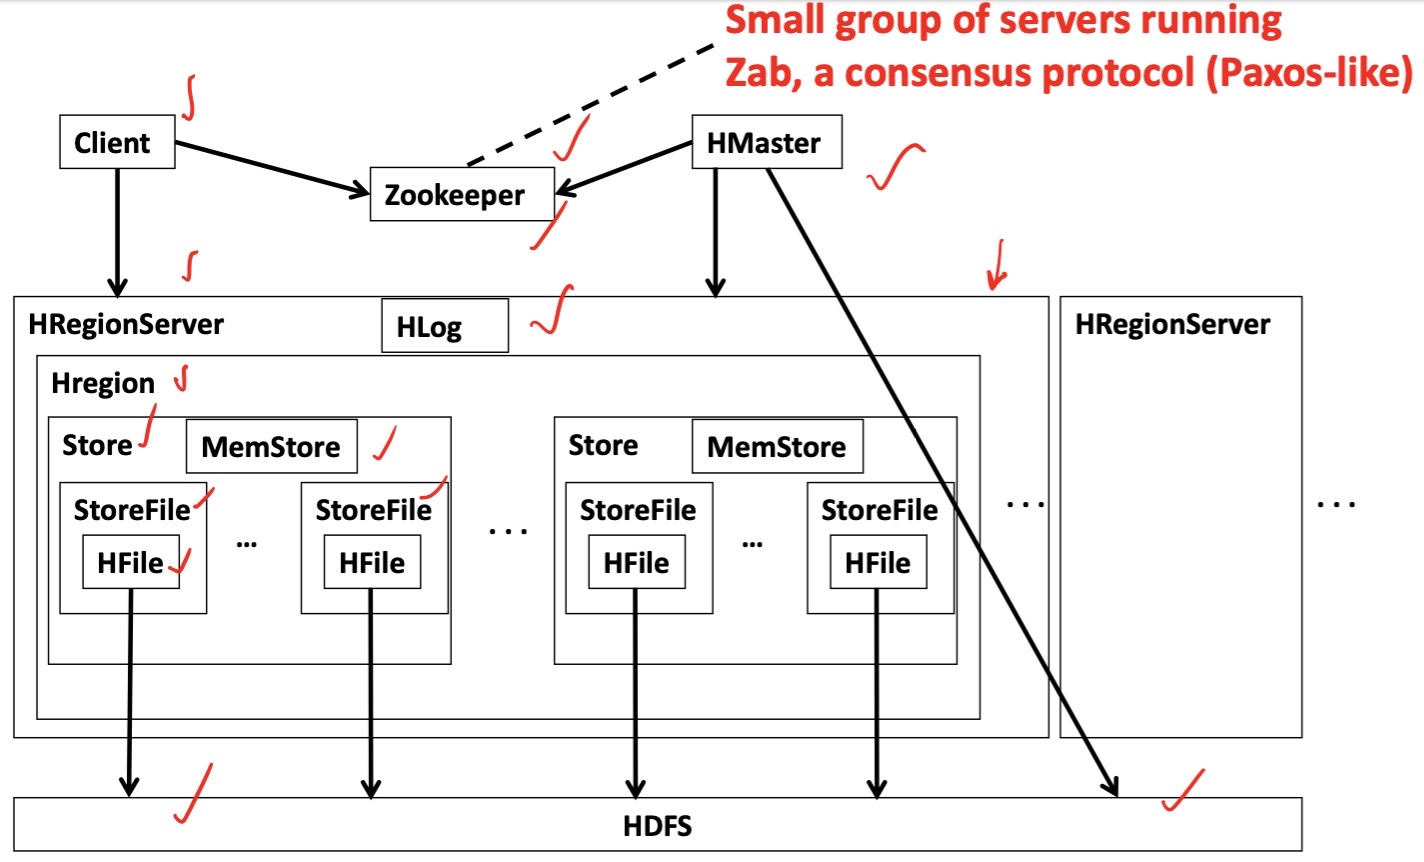 Small group of servers running
Zab, a consensus protocol (Paxos-like)
Client
HMaster
Zookeeper
HRegionServer
HLog
HRegionServer
Hregion
Store
MemStore
Store
MemStore
StoreFile
StoreFile
StoreFile
StoreFile
...
...
...
...
...
HFile
HFile
HFile
HFile
HDFS